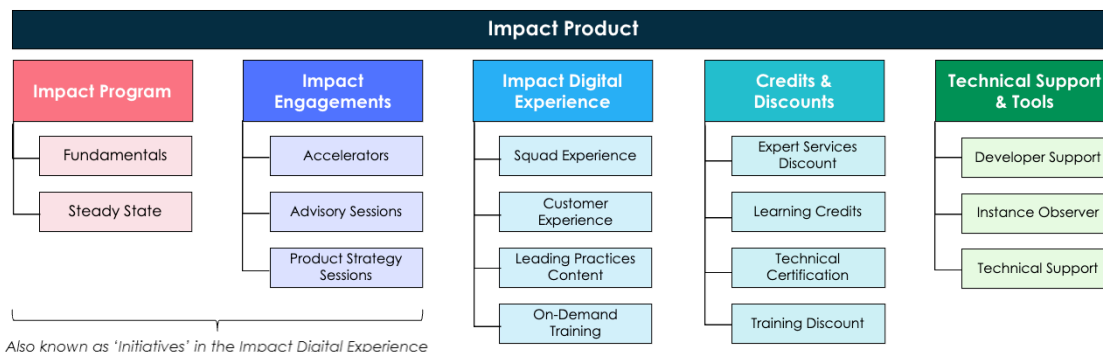 Impact Product
Impact Program
Impact
Engagements
Impact Digital
Experience
Credits &
Discounts
Technical Support
& Tools
Fundamentals
Steady State
Accelerators
Advisory Sessions
Product Strategy
Sessions
Squad Experience
Customer
Experience
Leading Practices
Content
On-Demand
Training
Expert Services
Discount
Learning Credits
Technical
Certification
Training Discount
Developer Support
Instance Observer
Technical Support
Also known as 'Initiatives' in the Impact Digital Experience